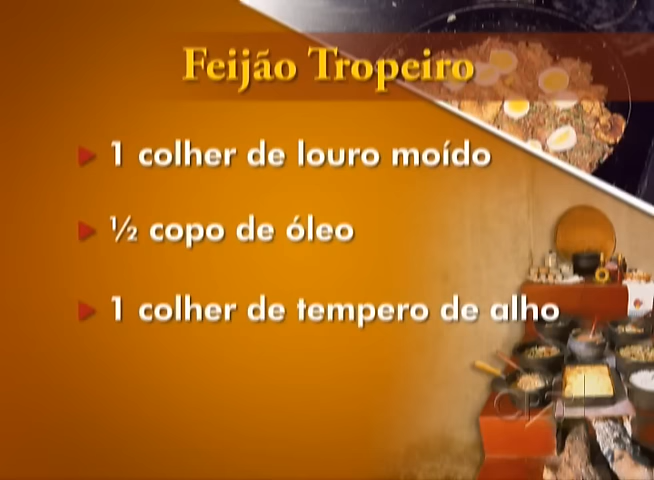 Feijão Tropeiro
1 colher de louro moído
½ copo de óleo
1 colher de tempero de alho